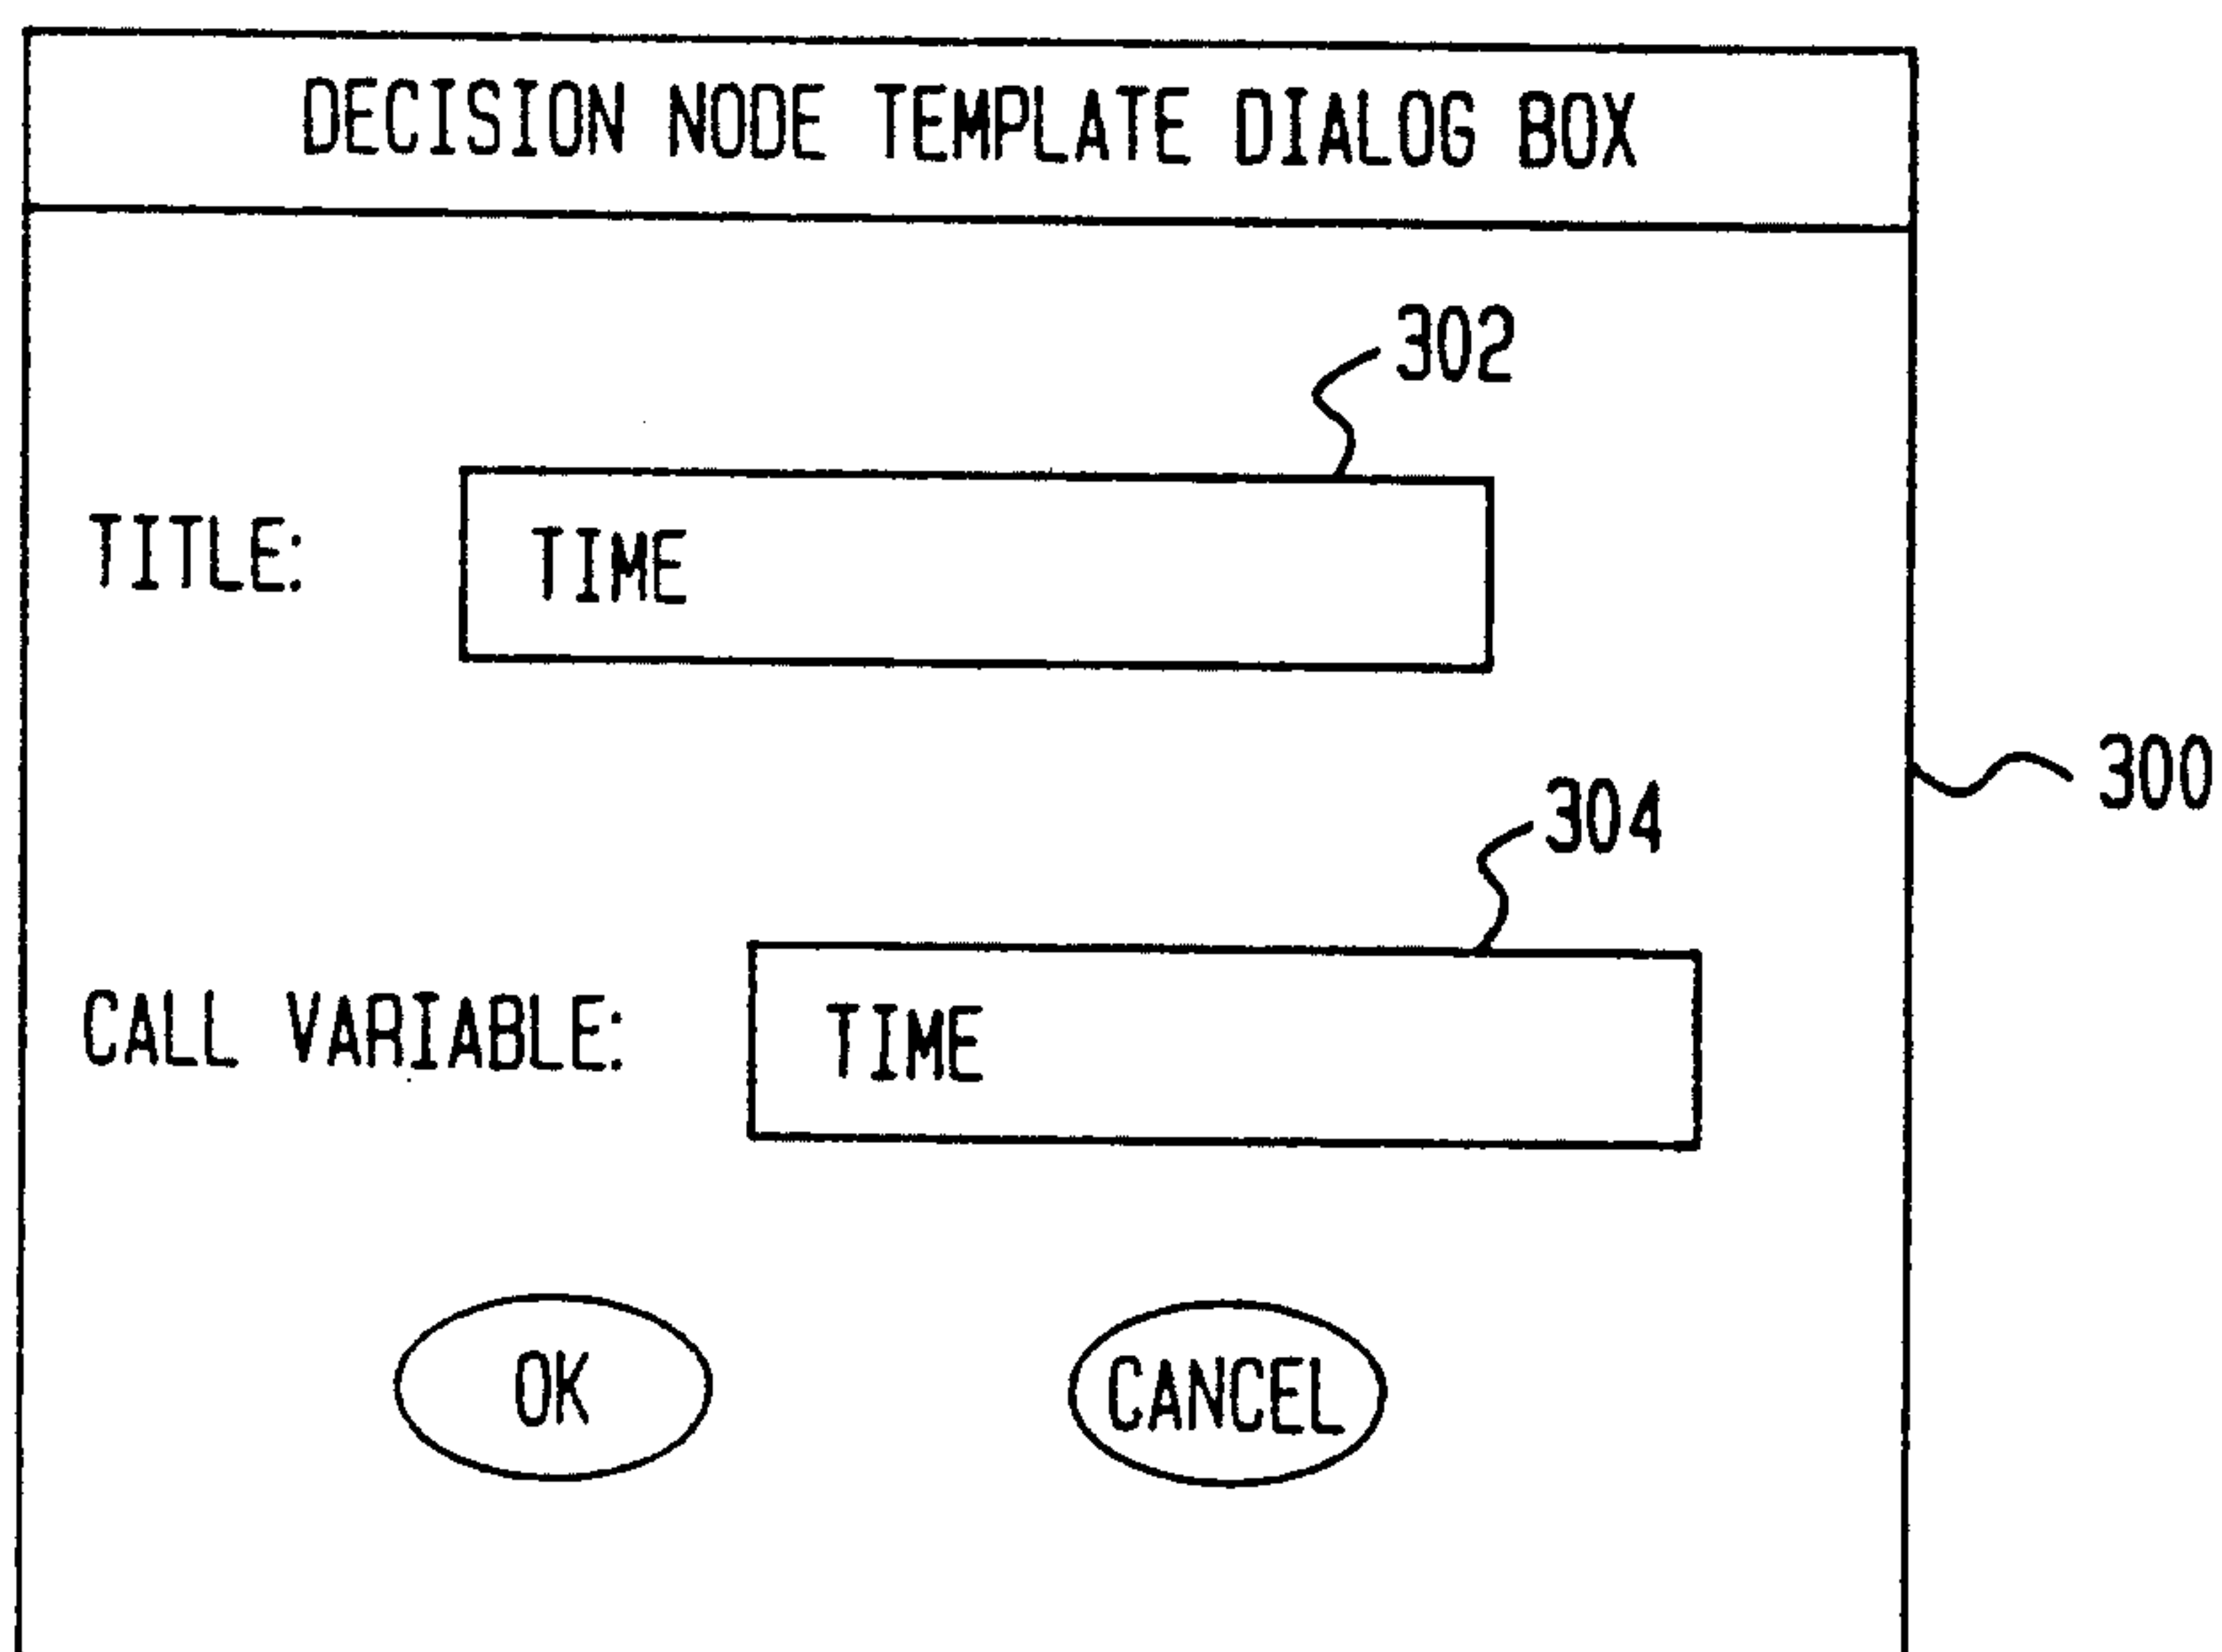 DECISION NODE TEMPLATE DIALOG BOX
302
TITLE: TIME
300
304
CALL VARIABLE: TIME
OK CANCEL